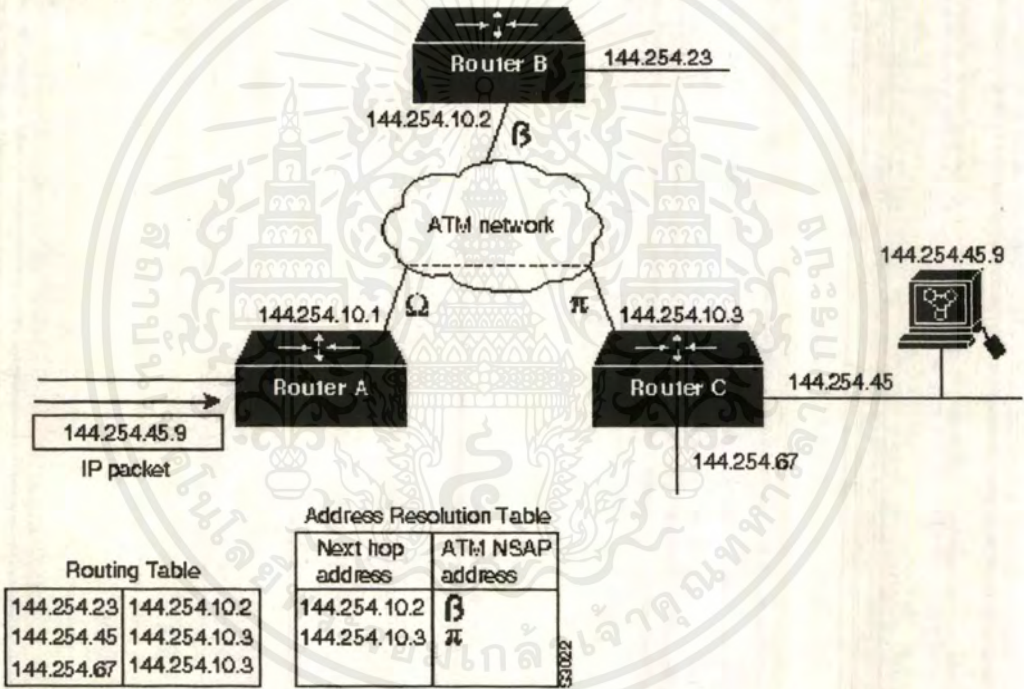 Router B
144.254.23
144.254.10.2
β
ATM network
144.254.45.9
144.254.10.1
Ω
π
144.254.10.3
Router A
Router C
144.254.45
144.254.45.9
IP packet
144.254.67
Address Resolution Table
Next hop address
ATM NSAP address
144.254.10.2 β
144.254.10.3 π
Routing Table
144.254.23 144.254.10.2
144.254.45 144.254.10.3
144.254.67 144.254.10.3
S3022